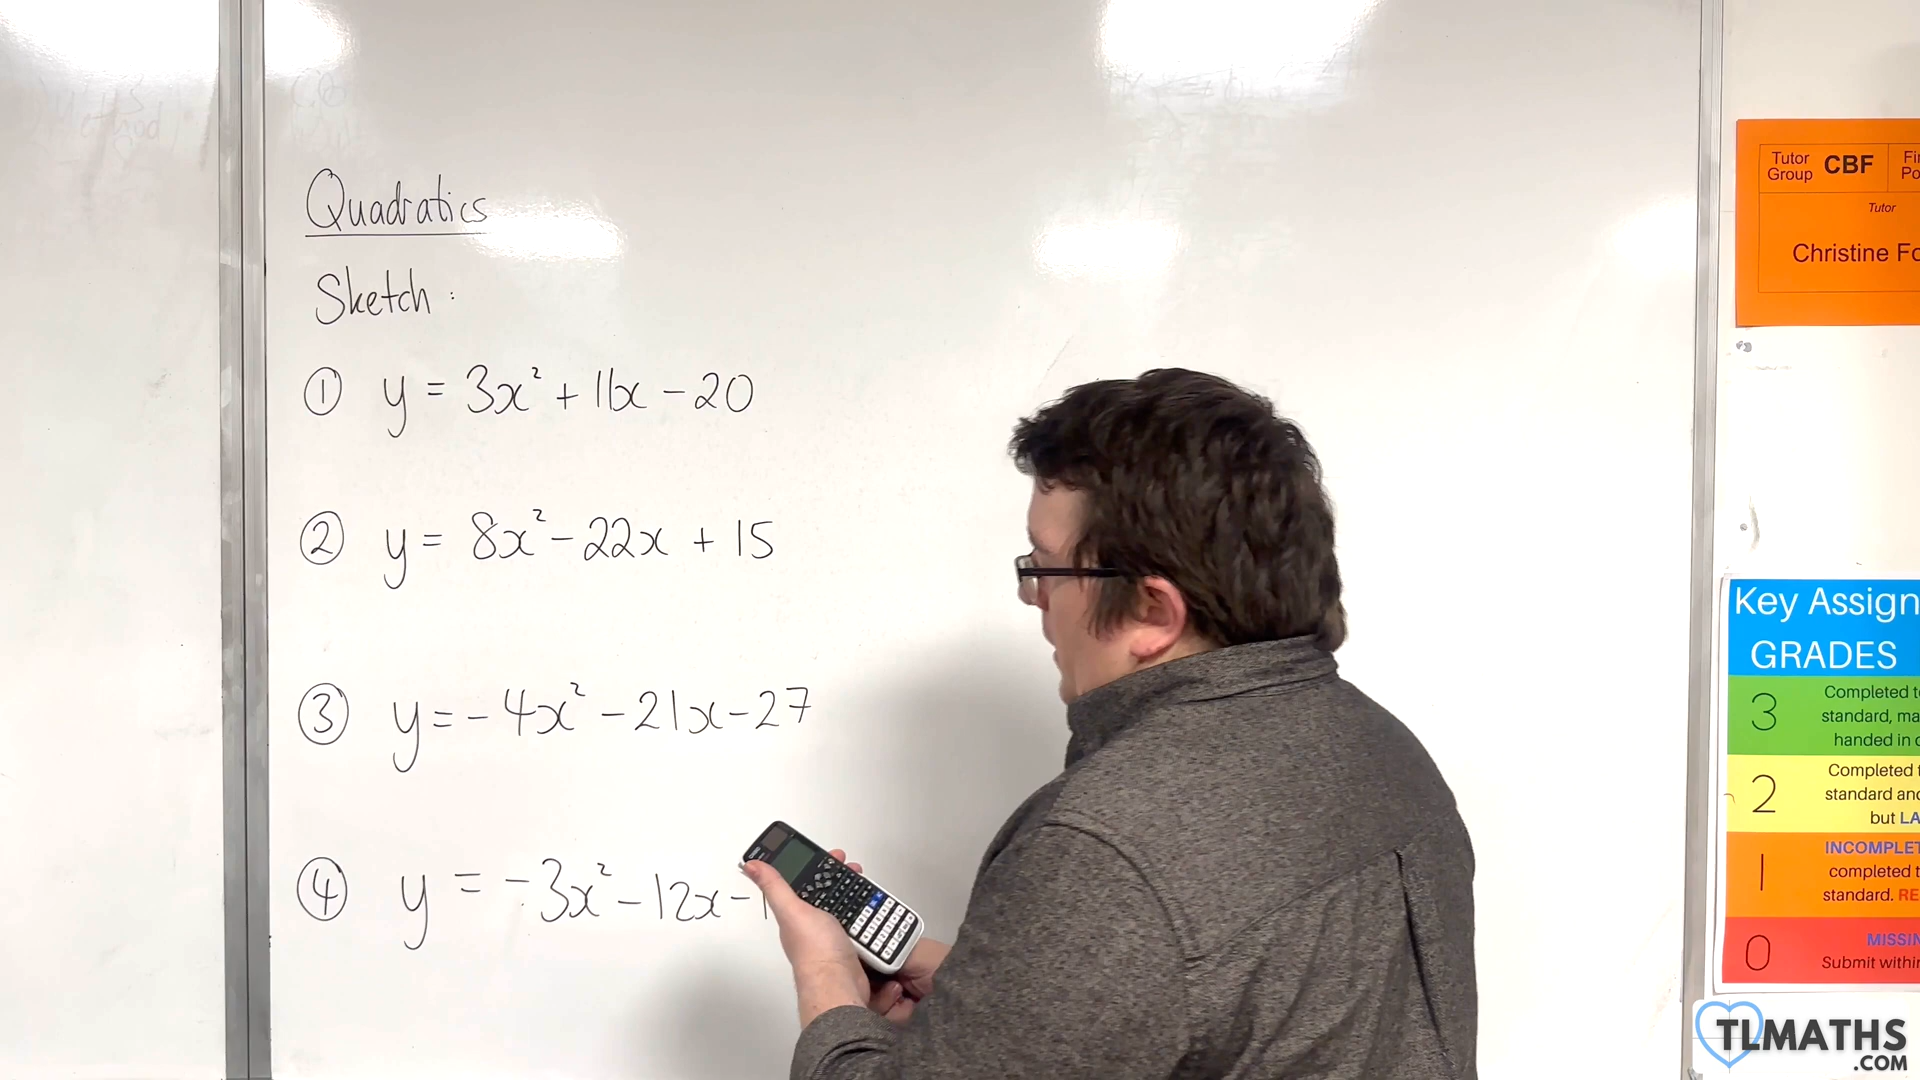 Quadratics
Sketch :
① y = 3x² + 11x - 20
② y = 8x² - 22x + 15
③ y = -4x² - 21x - 27
④ y = -3x² - 12x - 1
Tutor Group CBF
Tutor
Christine Fo
Key Assign
GRADES
3 Completed t
standard, ma
handed in
2 Completed
standard and
but LA
1 INCOMPLET
completed t
standard. RE
0 MISSIN
Submit within
TLMATHS
.COM